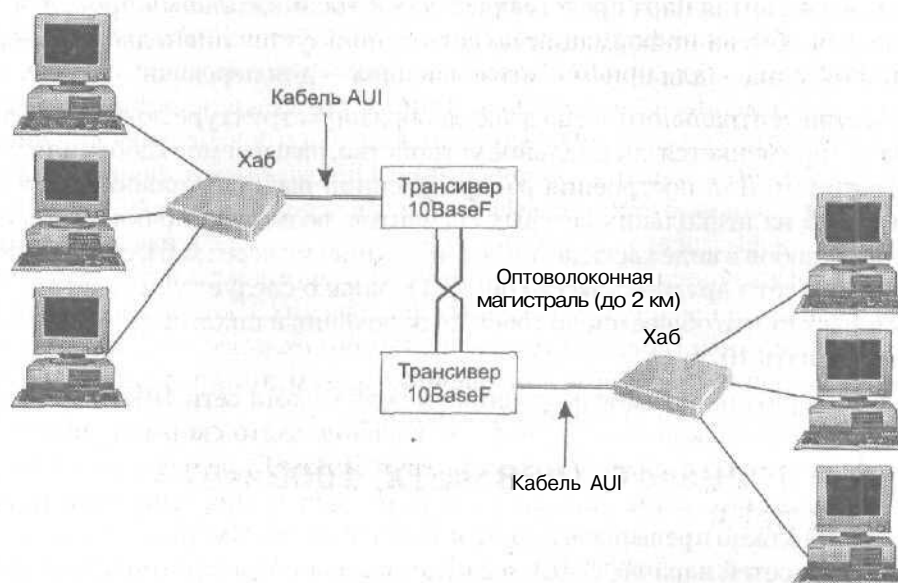 Кабель AUI
Хаб
Трансивер
10BaseF
Оптоволоконная
магистраль (до 2 км)
Хаб
Трансивер
10BaseF
Кабель AUI